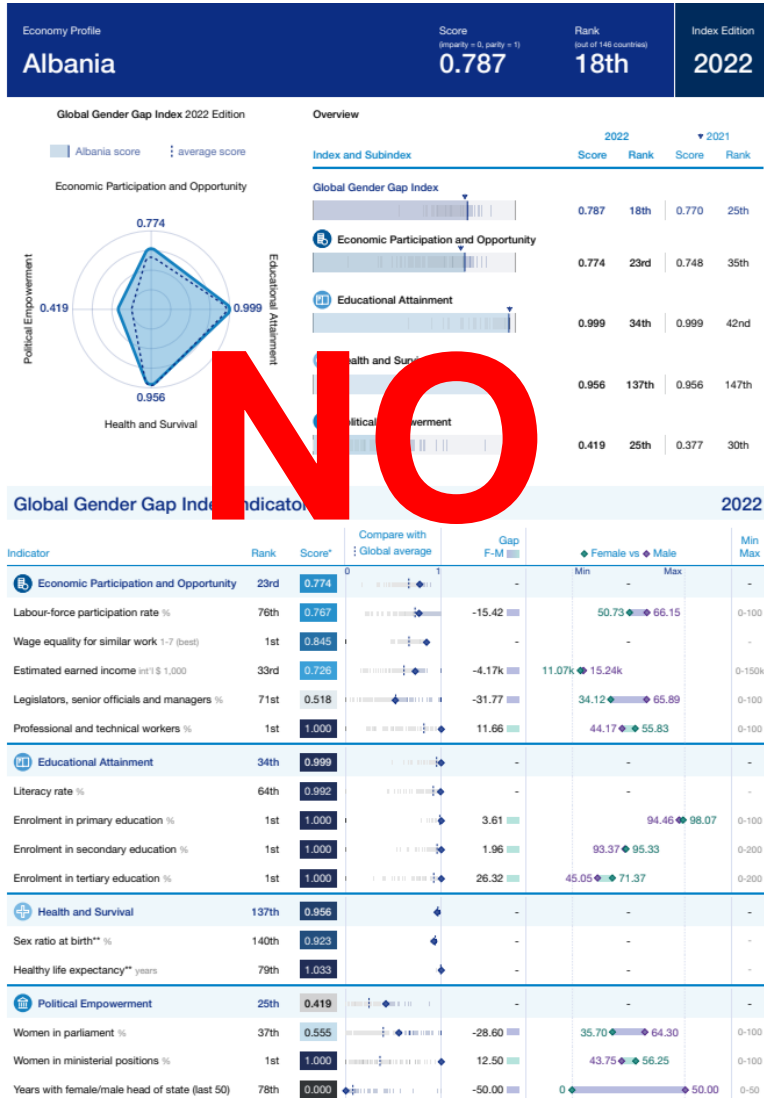 Economy Profile
Score
Rank
Index Edition
(imparity = 0, parity = 1)
(out of 146 countries)
Albania
0.787
18th
2022
Global Gender Gap Index 2022 Edition
Albania score
average score
Economic Participation and Opportunity
0.774
Political Empowerment
0.419
0.999
Educational Attainment
0.956
Health and Survival
Overview
2022
2021
Index and Subindex
Score
Rank
Score
Rank
Global Gender Gap Index
0.787 18th 0.770 25th
Economic Participation and Opportunity
0.774 23rd 0.748 35th
Educational Attainment
0.999 34th 0.999 42nd
0.956 137th 0.956 147th
0.419 25th 0.377 30th
NO
Global Gender Gap 2022
Compare with
Gap
Min
Indicator Rank Score* Global average F-M Female vs Male Max
0 1 Min Max
Economic Participation and Opportunity 23rd 0.774 - - -
Labour-force participation rate % 76th 0.767 -15.42 50.73 66.15 0-100
Wage equality for similar work 1-7 (best) 1st 0.845 - - -
Estimated earned income int'l $ 1,000 33rd 0.726 -4.17k 11.07k 15.24k 0-150k
Legislators, senior officials and managers % 71st 0.518 -31.77 34.12 65.89 0-100
Professional and technical workers % 1st 1.000 11.66 44.17 55.83 0-100
Educational Attainment 34th 0.999 - - -
Literacy rate % 64th 0.992 - - -
Enrolment in primary education % 1st 1.000 3.61 94.46 98.07 0-100
Enrolment in secondary education % 1st 1.000 1.96 93.37 95.33 0-200
Enrolment in tertiary education % 1st 1.000 26.32 45.05 71.37 0-200
Health and Survival 137th 0.956 - - -
Sex ratio at birth** % 140th 0.923 - - -
Healthy life expectancy** years 79th 1.033 - - -
Political Empowerment 25th 0.419 - - -
Women in parliament % 37th 0.555 -28.60 35.70 64.30 0-100
Women in ministerial positions % 1st 1.000 12.50 43.75 56.25 0-100
Years with female/male head of state (last 50) 78th 0.000 -50.00 0 50.00 0-50